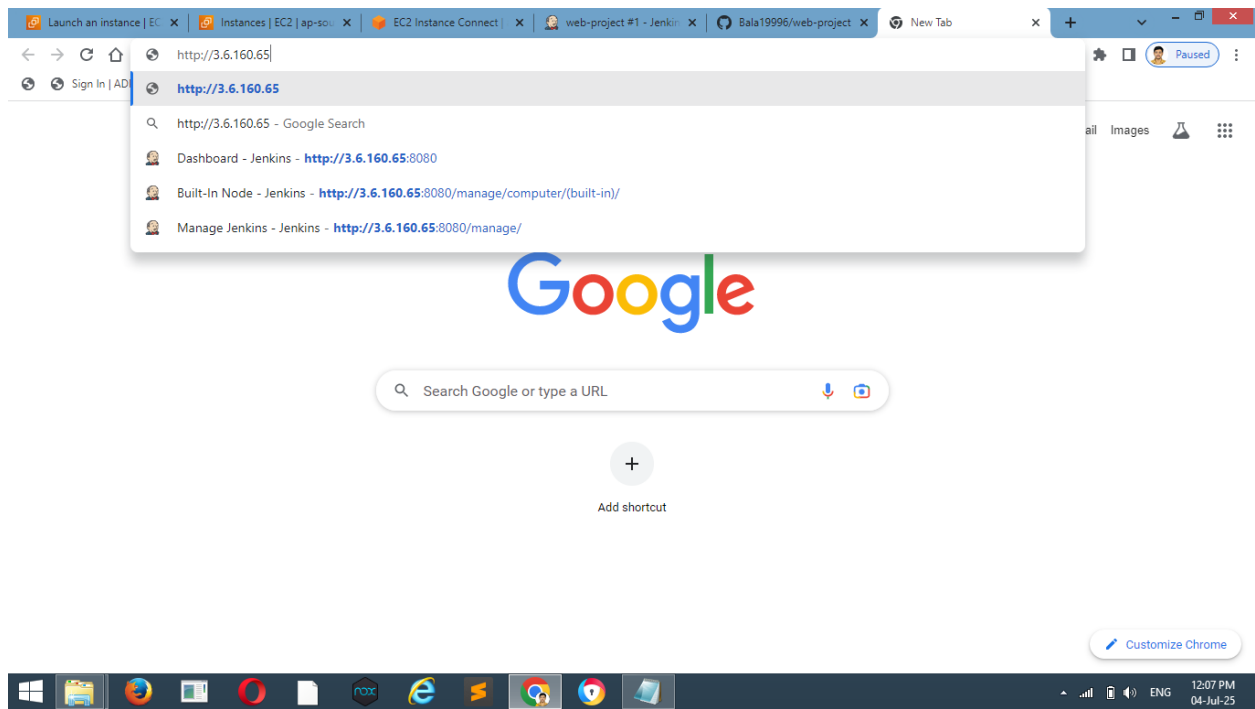 Launch an instance | EC
Instances | EC2 | ap-sou
EC2 Instance Connect |
web-project #1 - Jenkin
Bala19996/web-project
New Tab
http://3.6.160.65
Paused
Sign In | AD
http://3.6.160.65
http://3.6.160.65 - Google Search
ail Images
Dashboard - Jenkins - http://3.6.160.65:8080
Built-In Node - Jenkins - http://3.6.160.65:8080/manage/computer/(built-in)/
Manage Jenkins - Jenkins - http://3.6.160.65:8080/manage/
Google
Search Google or type a URL
Add shortcut
Customize Chrome
nox
ENG
12:07 PM
04-Jul-25